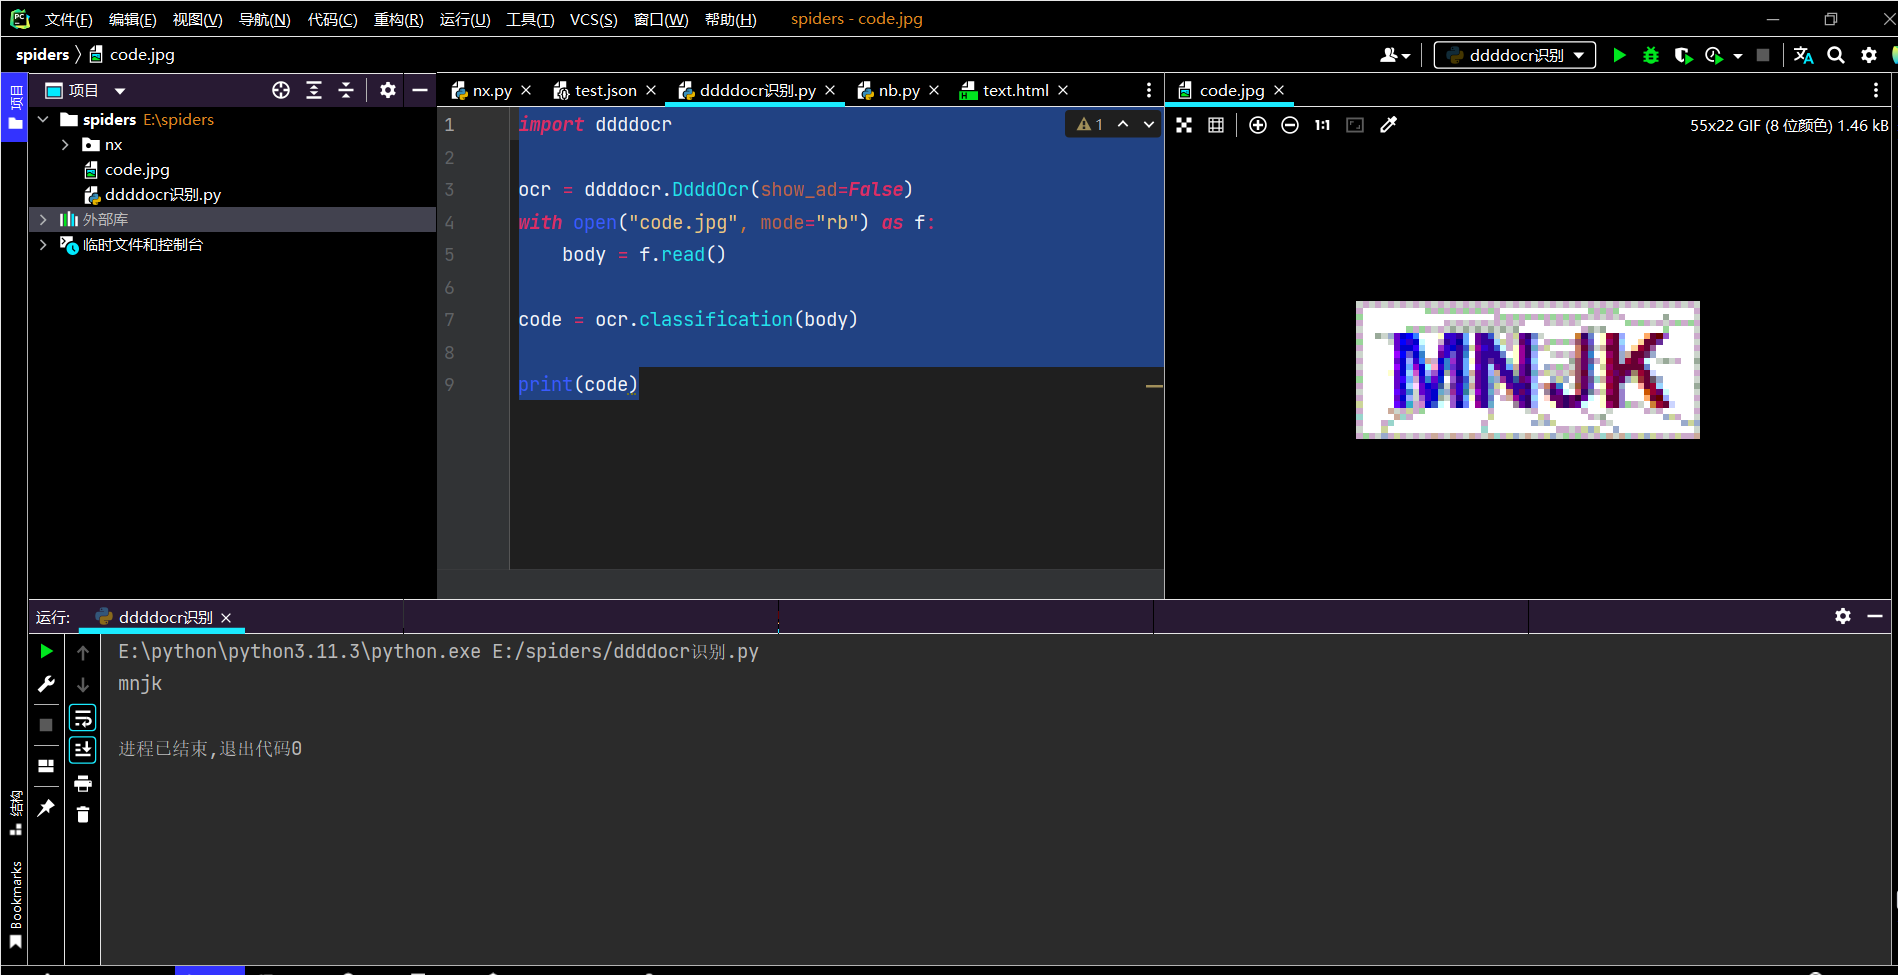 文件(F) 编辑(E) 视图(V) 导航(N) 代码(C) 重构(R) 运行(U) 工具(T) VCS(S) 窗口(W) 帮助(H) spiders - code.jpg
spiders code.jpg ddddocr识别
项目
项目
nx.py test.json ddddocr识别.py nb.py text.html
code.jpg
spiders E:\spiders
nx
code.jpg
ddddocr识别.py
外部库
临时文件和控制台
1 import ddddocr
2
3 ocr = ddddocr.DdddOcr(show_ad=False)
4 with open("code.jpg", mode="rb") as f:
5 body = f.read()
6
7 code = ocr.classification(body)
8
9 print(code)
1
1:1 55x22 GIF (8 位颜色) 1.46 kB
MNJK
运行: ddddocr识别
E:\python\python3.11.3\python.exe E:/spiders/ddddocr识别.py
mnjk
进程已结束,退出代码0
结构
Bookmarks